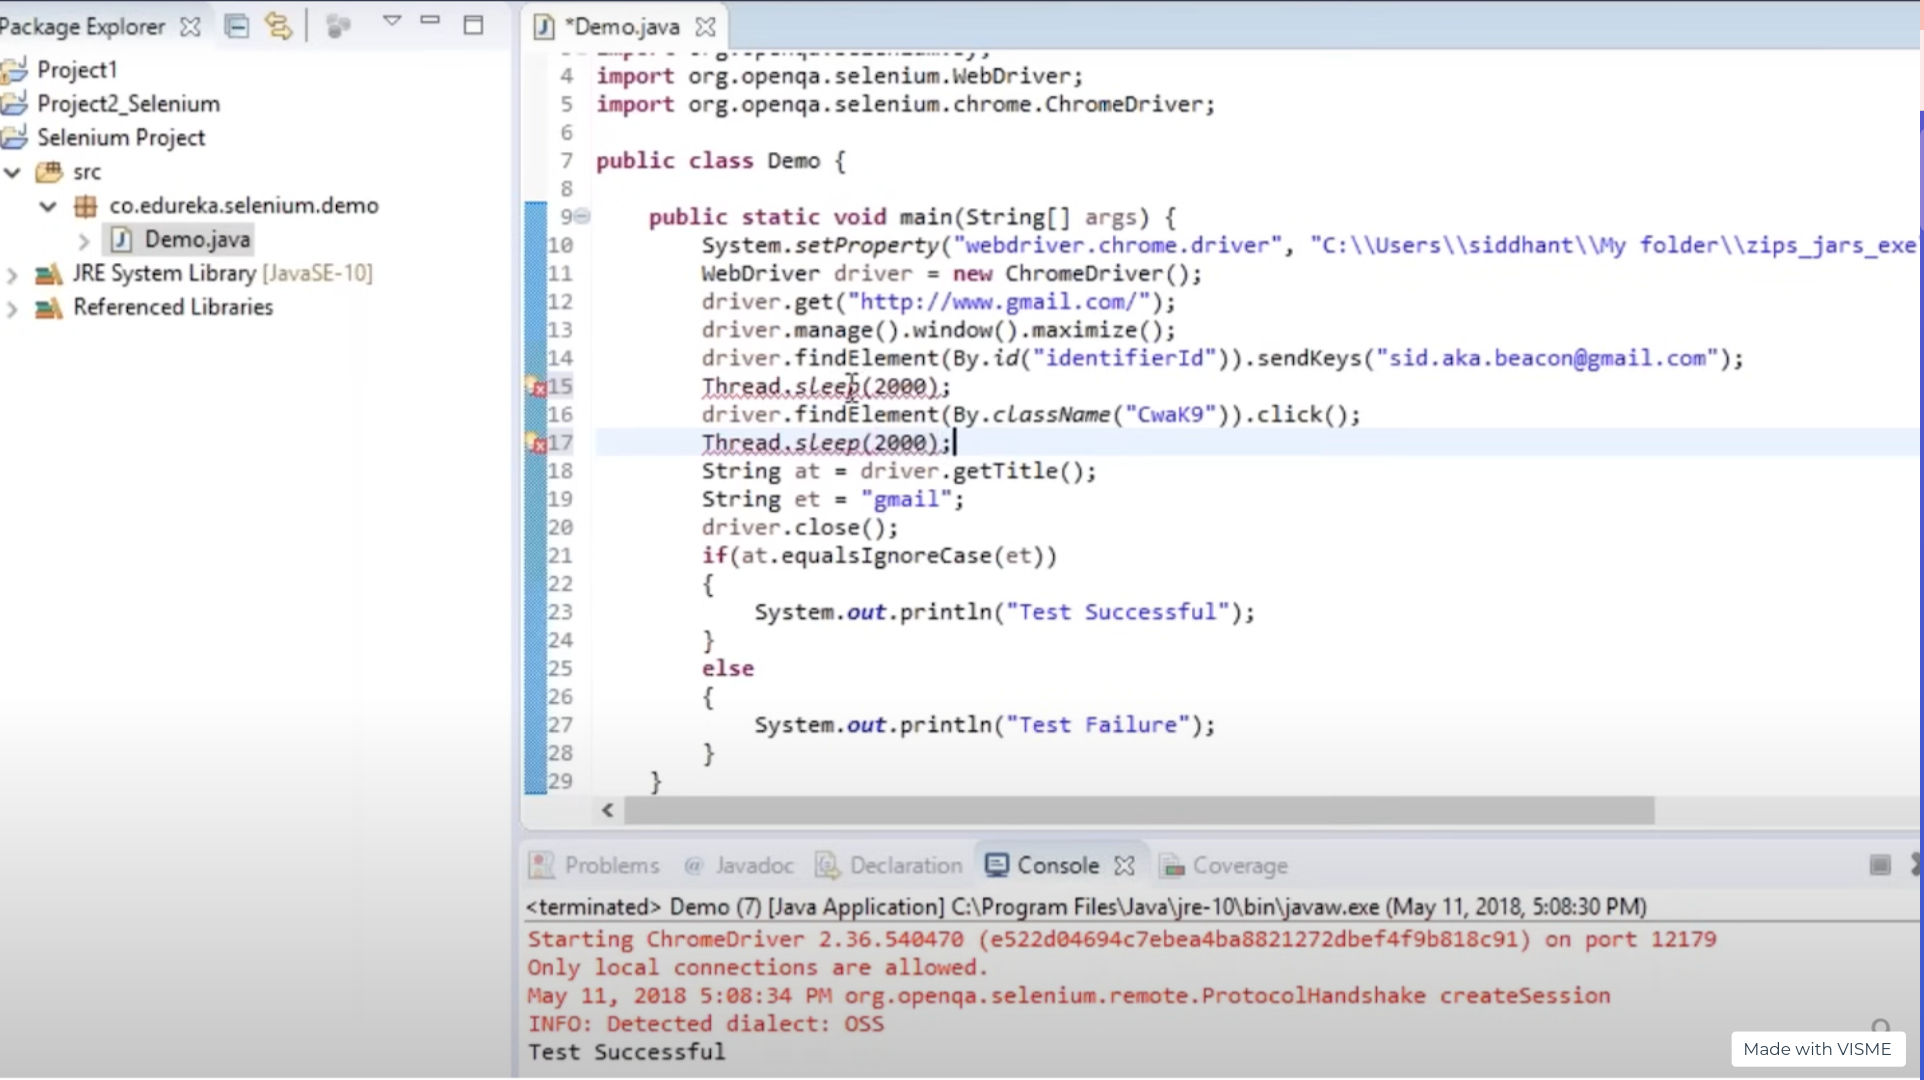 Package Explorer
Project1
Project2_Selenium
Selenium Project
src
co.edureka.selenium.demo
Demo.java
JRE System Library [JavaSE-10]
Referenced Libraries
*Demo.java
4 import org.openqa.selenium.WebDriver;
5 import org.openqa.selenium.chrome.ChromeDriver;
6
7 public class Demo {
8
9 public static void main(String[] args) {
10 System.setProperty("webdriver.chrome.driver", "C:\\Users\\siddhant\\My folder\\zips_jars_exe
11 WebDriver driver = new ChromeDriver();
12 driver.get("http://www.gmail.com/");
13 driver.manage().window().maximize();
14 driver.findElement(By.id("identifierId")).sendKeys("sid.aka.beacon@gmail.com");
15 Thread.sleep(2000);
16 driver.findElement(By.className("CwaK9")).click();
17 Thread.sleep(2000);
18 String at = driver.getTitle();
19 String et = "gmail";
20 driver.close();
21 if(at.equalsIgnoreCase(et))
22 {
23 System.out.println("Test Successful");
24 }
25 else
26 {
27 System.out.println("Test Failure");
28 }
29 }
Problems @ Javadoc Declaration Console Coverage
<terminated> Demo (7) [Java Application] C:\Program Files\Java\jre-10\bin\javaw.exe (May 11, 2018, 5:08:30 PM)
Starting ChromeDriver 2.36.540470 (e522d04694c7ebea4ba8821272dbef4f9b818c91) on port 12179
Only local connections are allowed.
May 11, 2018 5:08:34 PM org.openqa.selenium.remote.ProtocolHandshake createSession
INFO: Detected dialect: OSS
Test Successful
Made with VISME